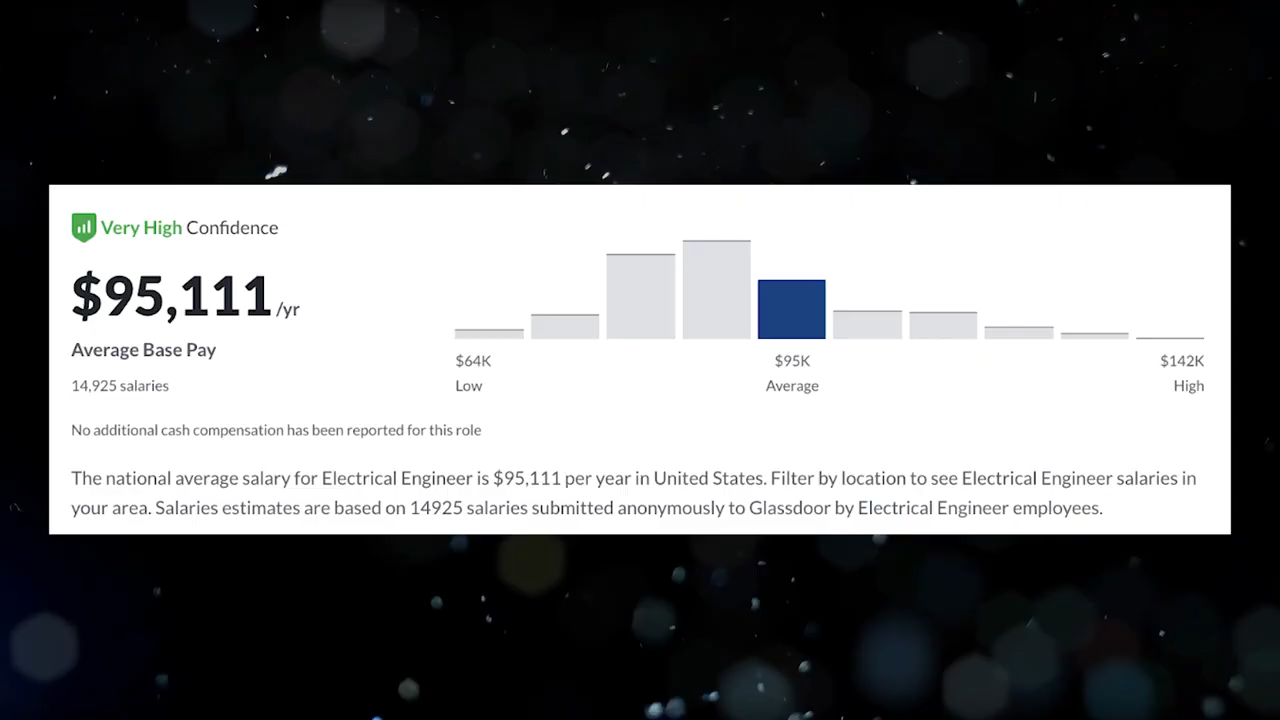 Very High Confidence
$95,111 /yr
Average Base Pay
14,925 salaries
$64K
Low
$95K
Average
$142K
High
No additional cash compensation has been reported for this role
The national average salary for Electrical Engineer is $95,111 per year in United States. Filter by location to see Electrical Engineer salaries in
your area. Salaries estimates are based on 14925 salaries submitted anonymously to Glassdoor by Electrical Engineer employees.